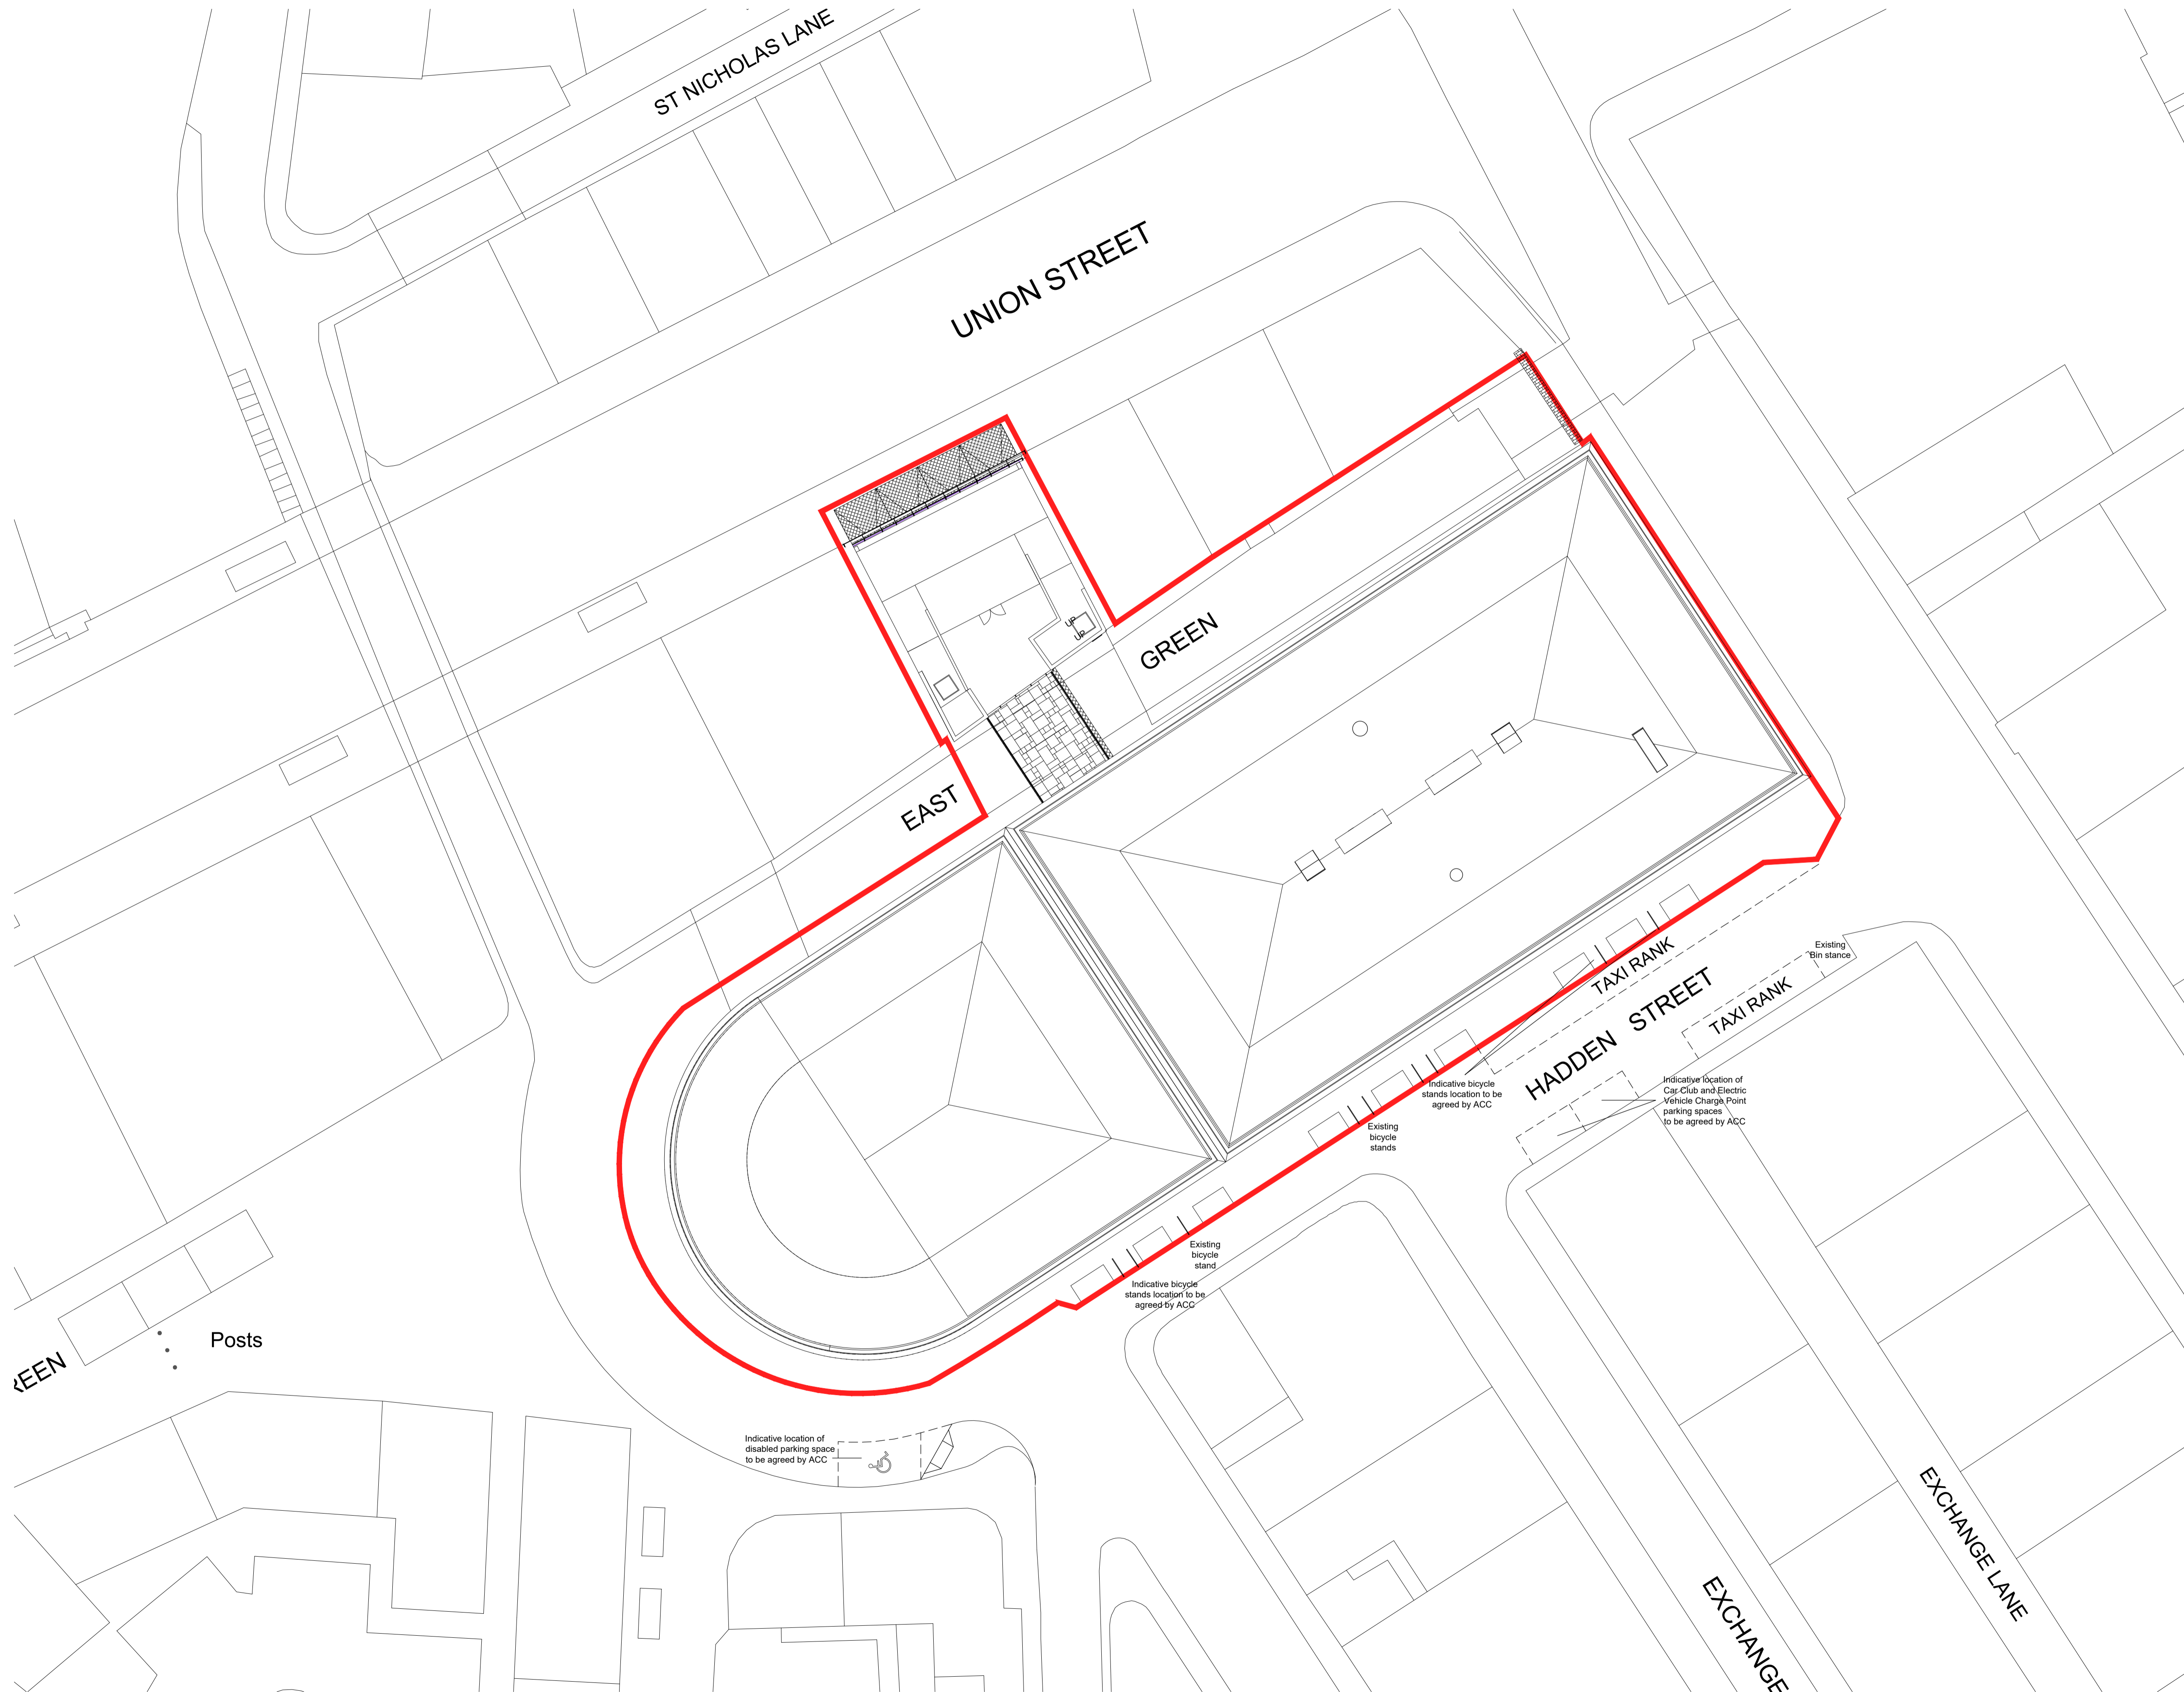 ST NICHOLAS LANE
UNION STREET
UP
UP
GREEN
EAST
TAXI RANK
Existing
Bin stance
TAXI RANK
HADDEN STREET
Indicative bicycle
stands location to be
agreed by ACC
Indicative location of
Car Club and Electric
Vehicle Charge Point
parking spaces
to be agreed by ACC
Existing
bicycle
stands
Existing
bicycle
stand
Indicative bicycle
stands location to be
agreed by ACC
Posts
REEN
Indicative location of
disabled parking space
to be agreed by ACC
EXCHANGE LANE
EXCHANGE